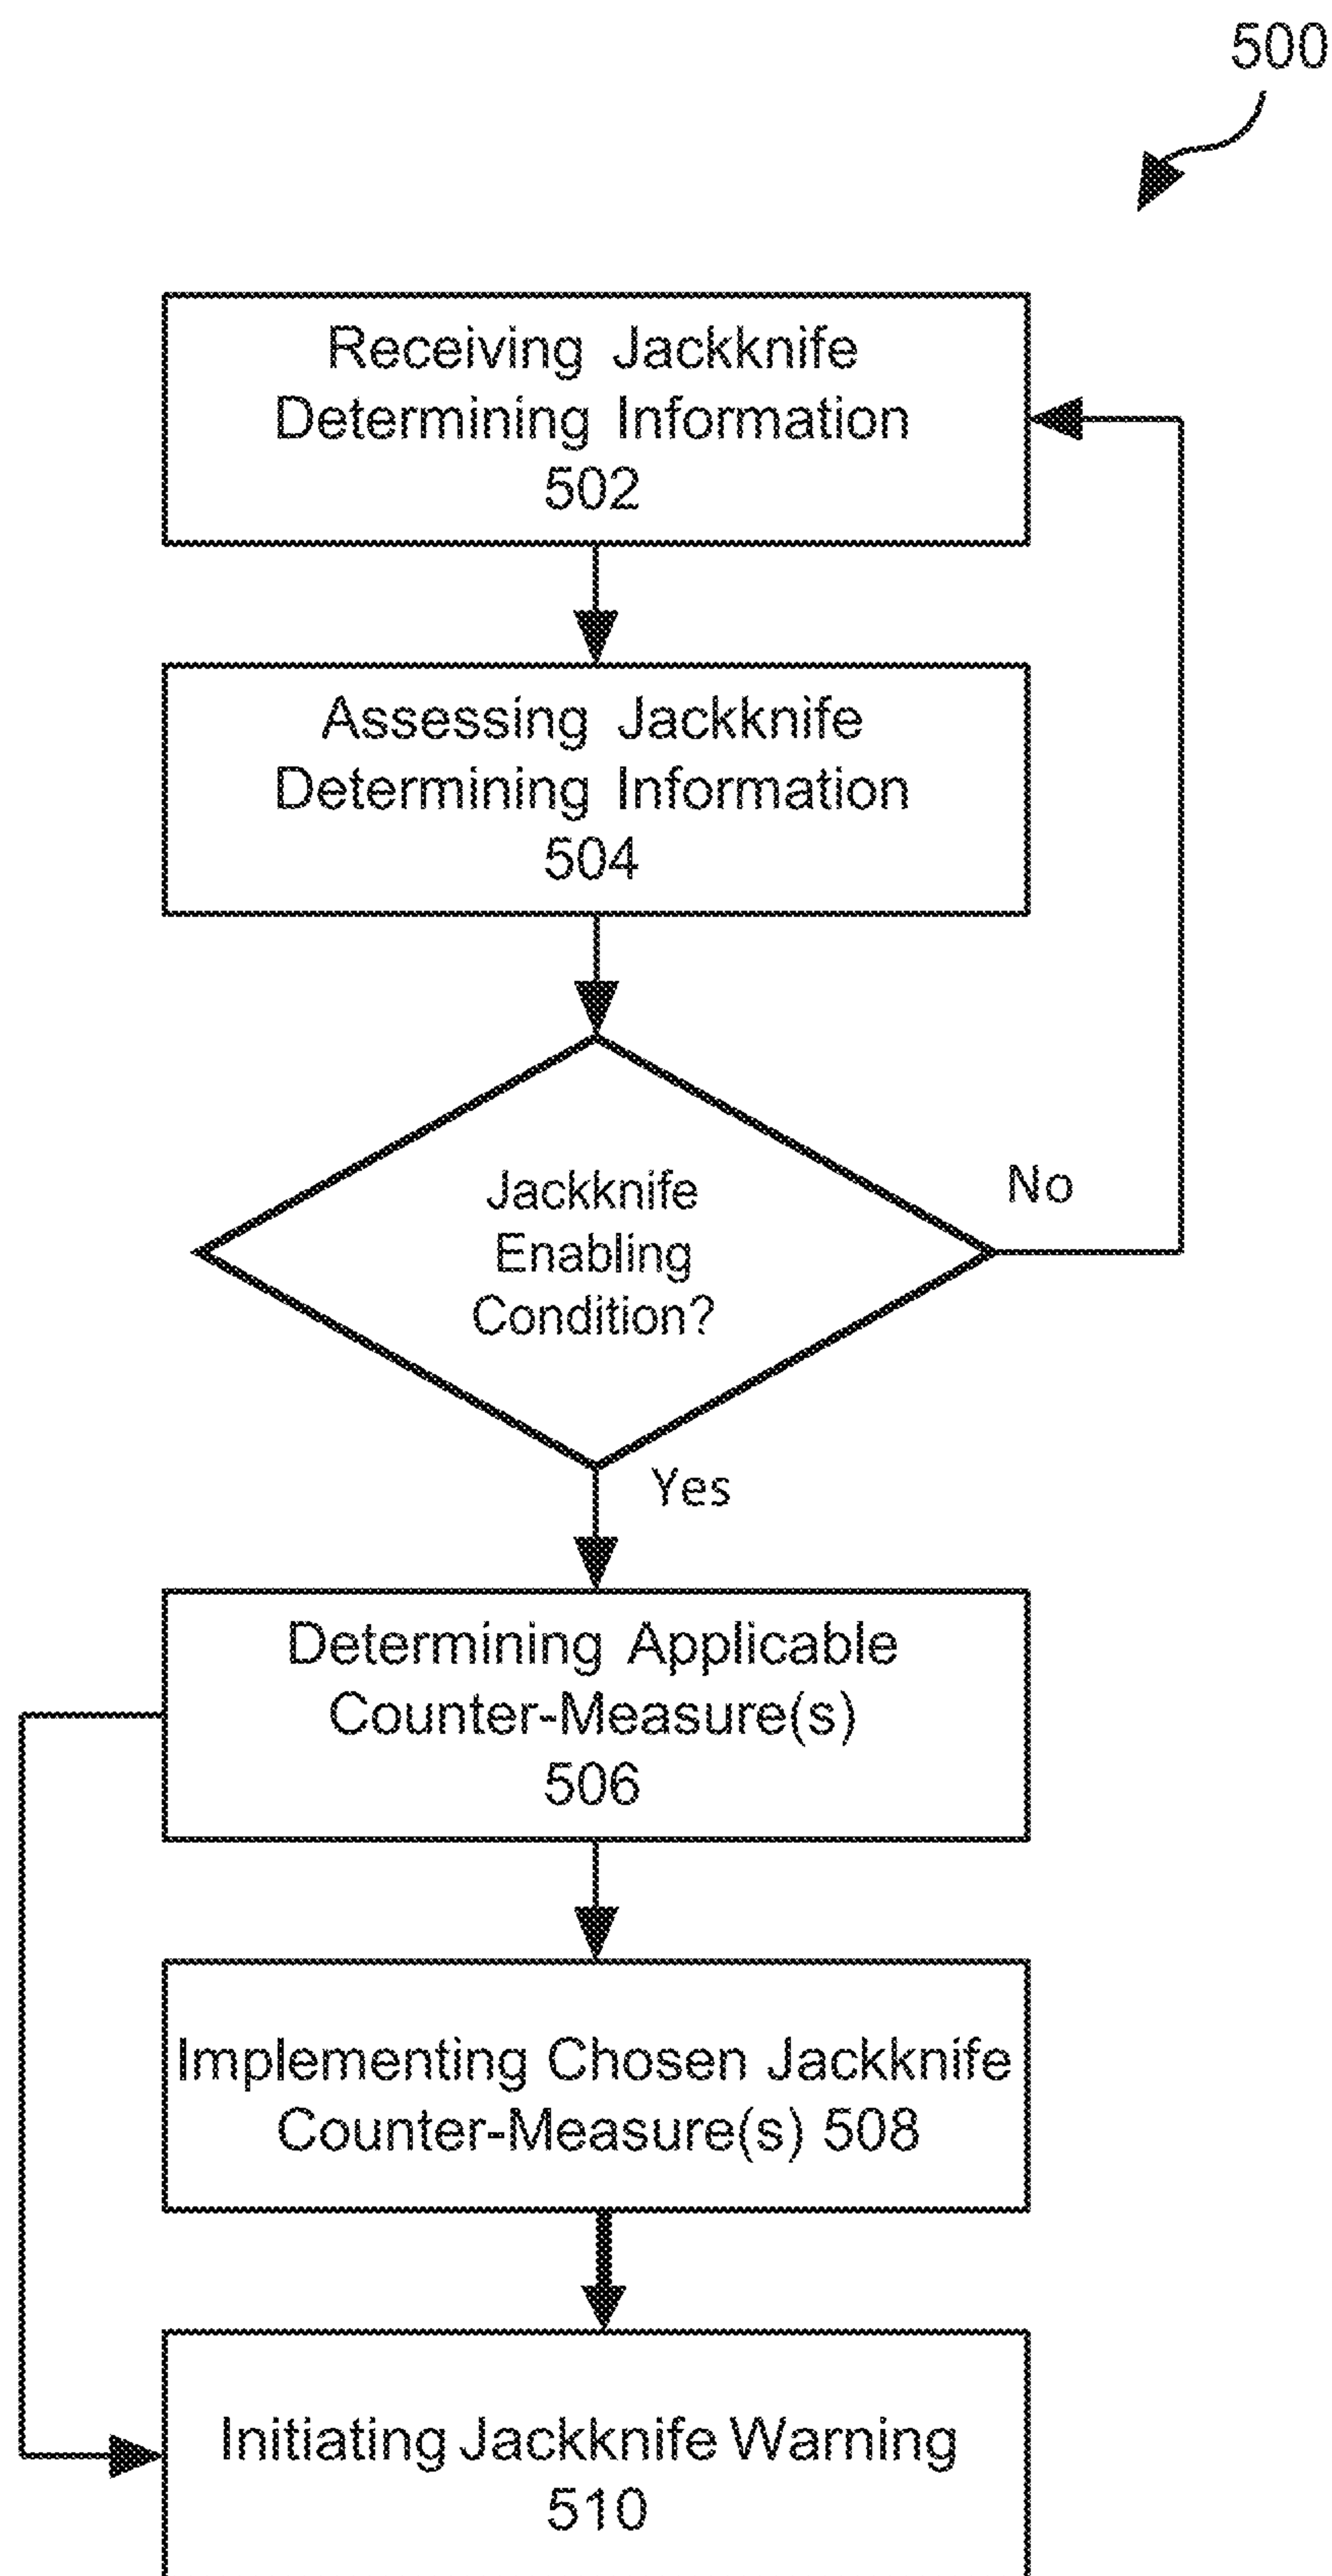 500
Receiving Jackknife
Determining Information
502
Assessing Jackknife
Determining Information
504
Jackknife
Enabling
Condition?
No
Yes
Determining Applicable
Counter-Measure(s)
506
Implementing Chosen Jackknife
Counter-Measure(s) 508
Initiating Jackknife Warning
510